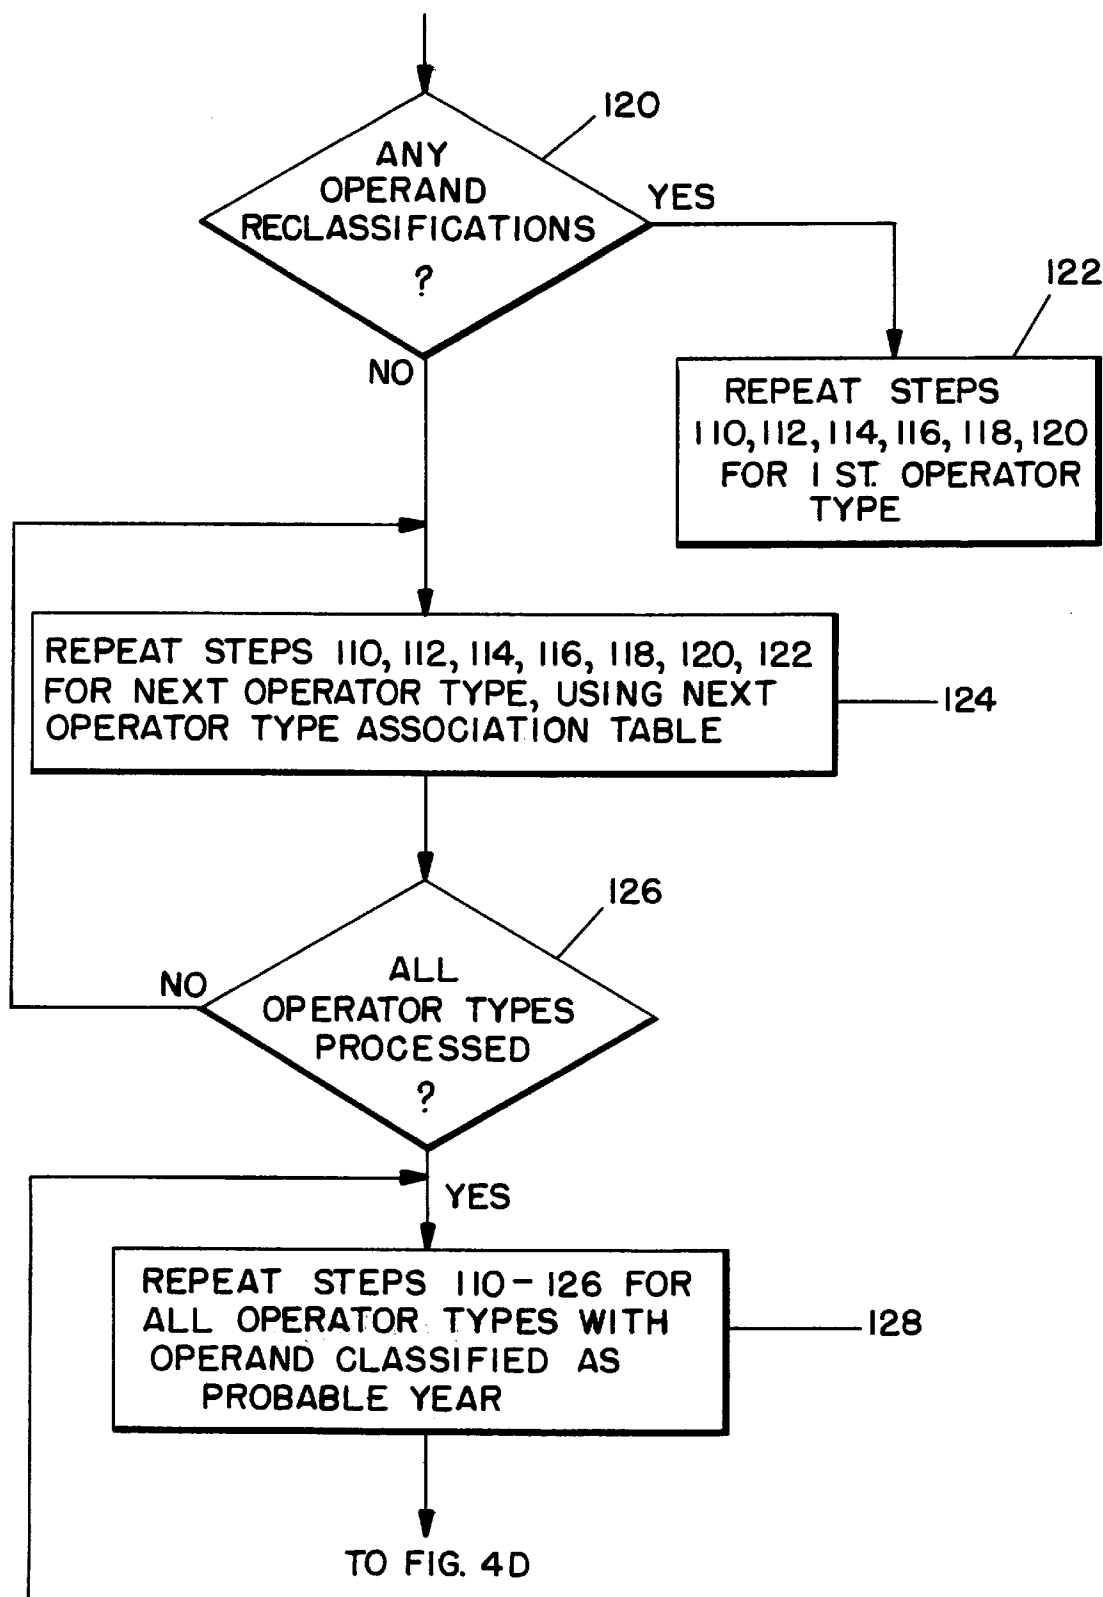 120
ANY
OPERAND
RECLASSIFICATIONS
?
YES
NO
122
REPEAT STEPS
110, 112, 114, 116, 118, 120
FOR 1 ST. OPERATOR
TYPE
REPEAT STEPS 110, 112, 114, 116, 118, 120, 122
FOR NEXT OPERATOR TYPE, USING NEXT
OPERATOR TYPE ASSOCIATION TABLE
124
126
NO
ALL
OPERATOR TYPES
PROCESSED
?
YES
REPEAT STEPS 110-126 FOR
ALL OPERATOR TYPES WITH
OPERAND CLASSIFIED AS
PROBABLE YEAR
128
TO FIG. 4D